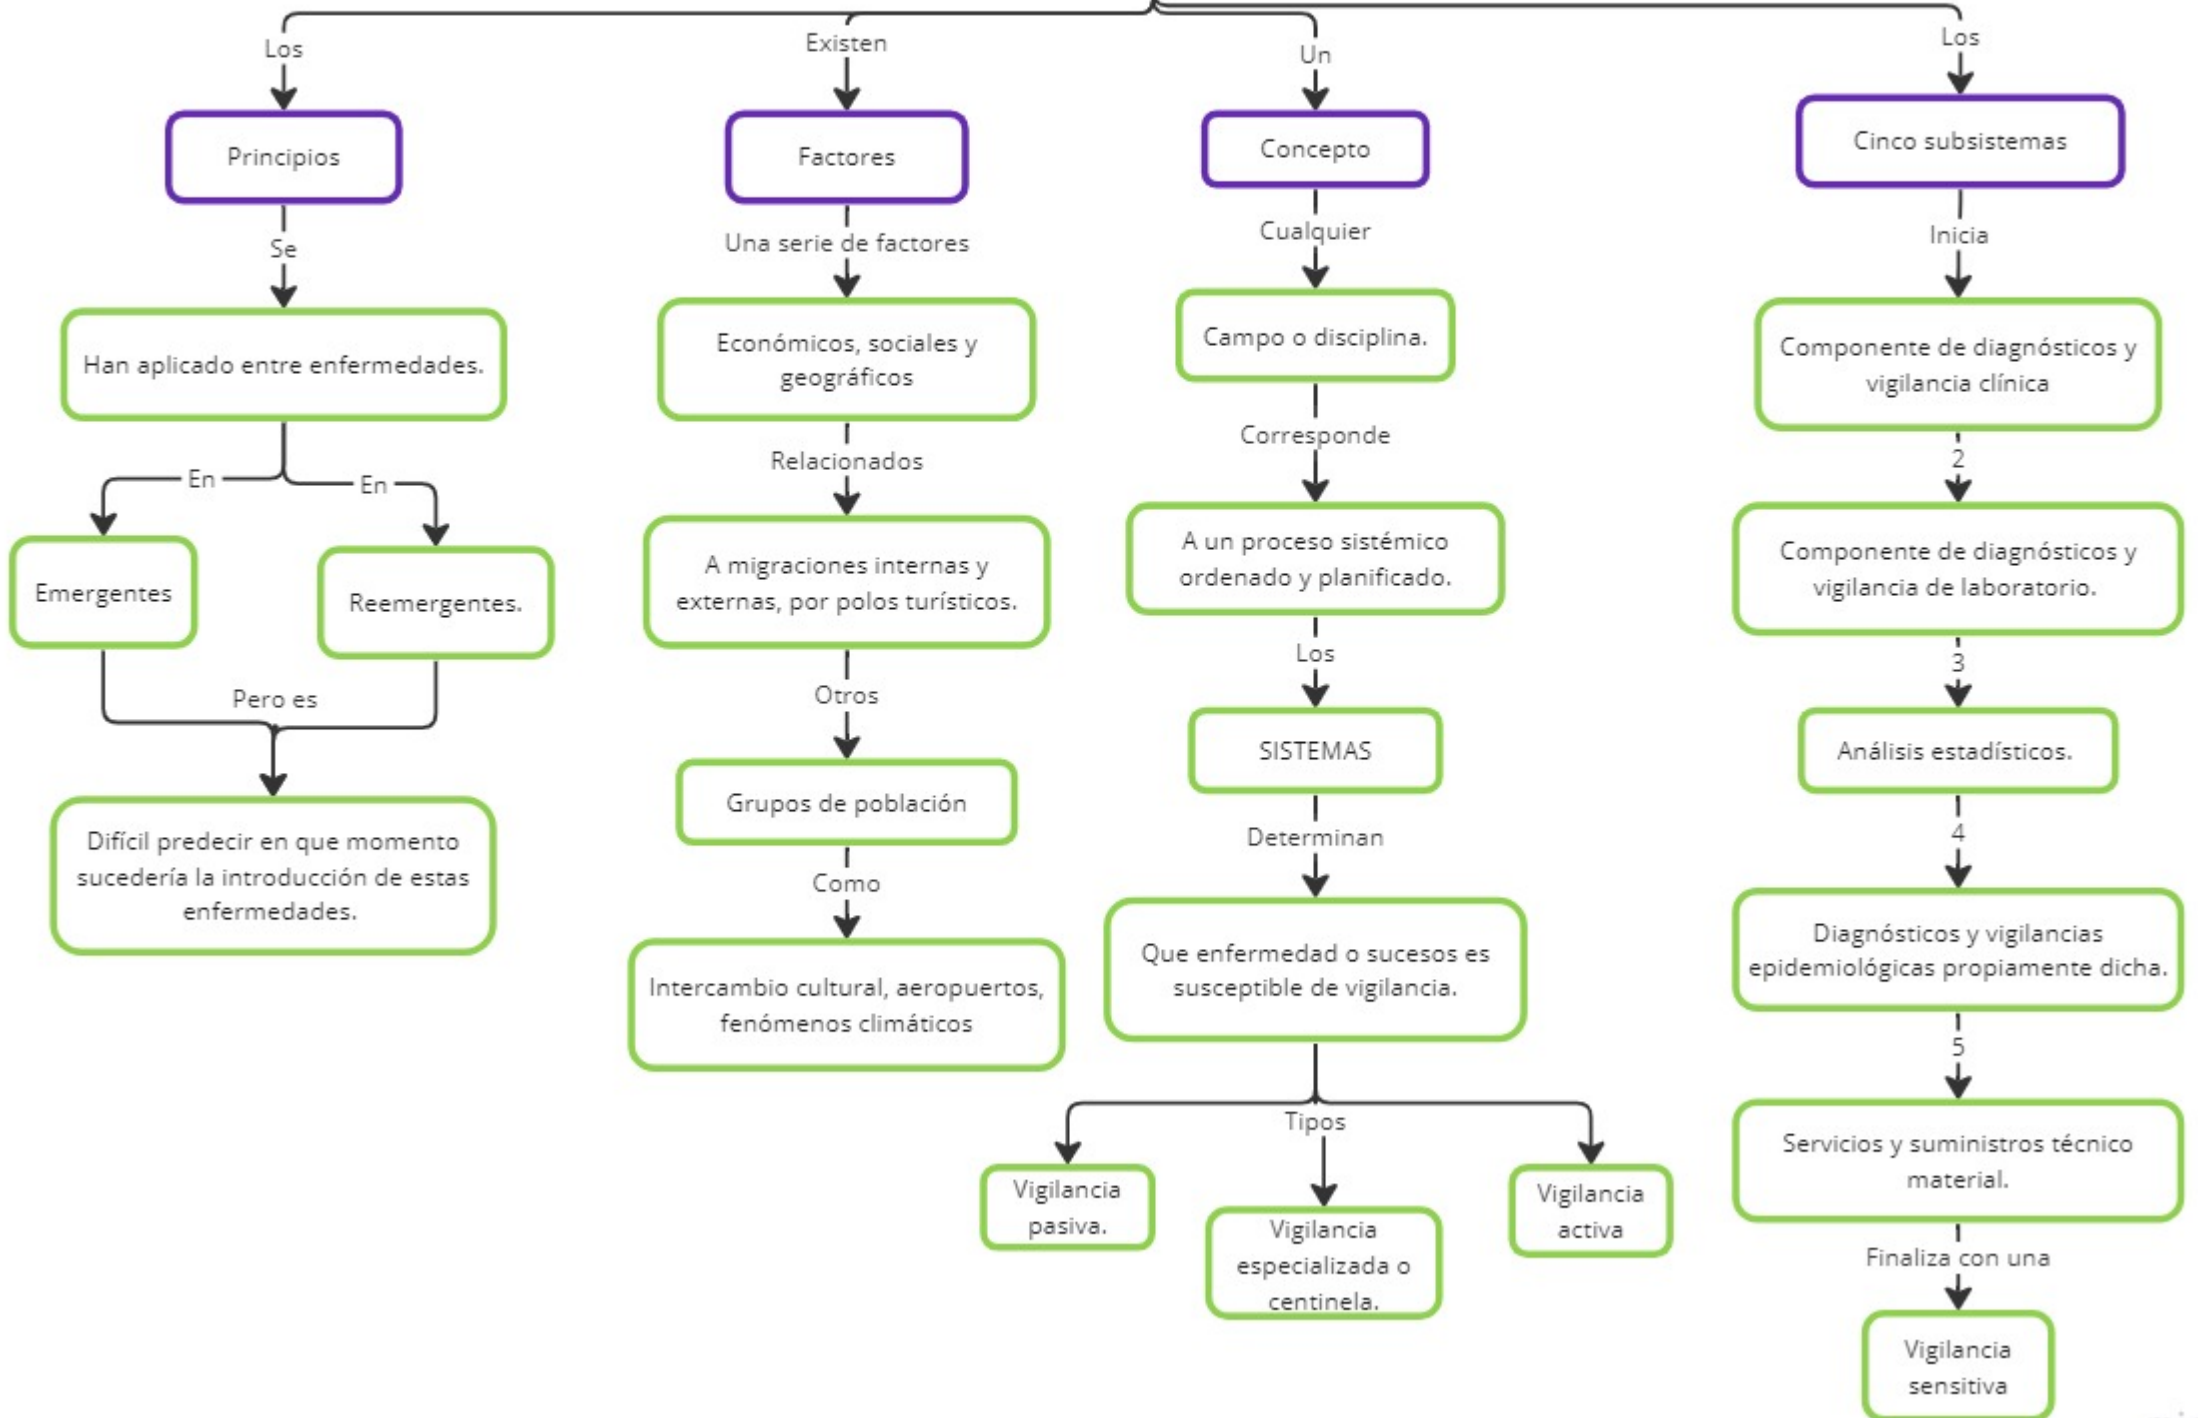 Los
Principios
Se
Han aplicado entre enfermedades.
En
En
Emergentes
Reemergentes.
Pero es
Difícil predecir en que momento
sucedería la introducción de estas
enfermedades.
Existen
Factores
Una serie de factores
Económicos, sociales y
geográficos
Relacionados
A migraciones internas y
externas, por polos turísticos.
Otros
Grupos de población
Como
Intercambio cultural, aeropuertos,
fenómenos climáticos
Un
Concepto
Cualquier
Campo o disciplina.
Corresponde
A un proceso sistémico
ordenado y planificado.
Los
SISTEMAS
Determinan
Que enfermedad o sucesos es
susceptible de vigilancia.
Tipos
Vigilancia
pasiva.
Vigilancia
especializada o
centinela.
Vigilancia
activa
Los
Cinco subsistemas
Inicia
Componente de diagnósticos y
vigilancia clínica
2
Componente de diagnósticos y
vigilancia de laboratorio.
3
Análisis estadísticos.
4
Diagnósticos y vigilancias
epidemiológicas propiamente dicha.
5
Servicios y suministros técnico
material.
Finaliza con una
Vigilancia
sensitiva